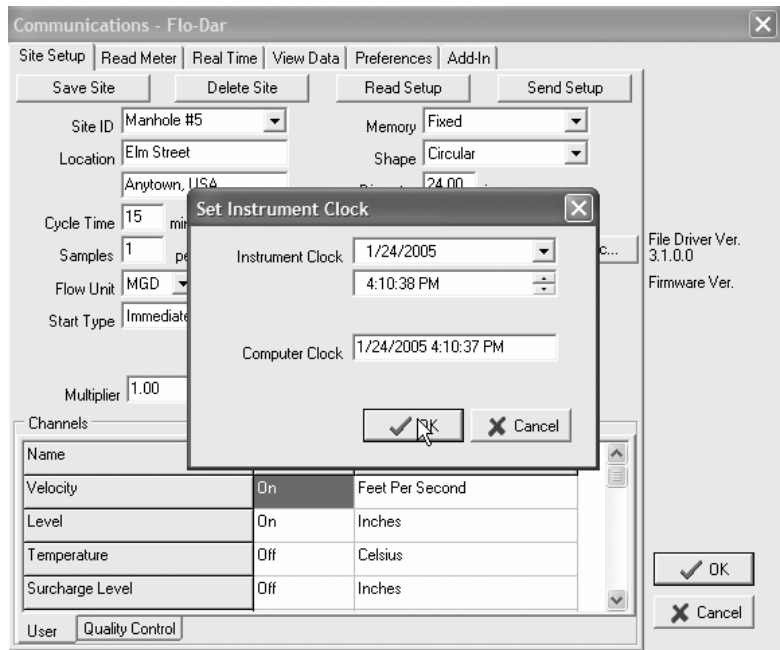 Communications - Flo-Dar
Site Setup Read Meter Real Time View Data Preferences Add-In
Save Site Delete Site Read Setup Send Setup
Site ID Manhole #5 Memory Fixed
Location Elm Street Shape Circular
Anytown, USA 24.00
Set Instrument Clock
Cycle Time 15
Instrument Clock 1/24/2005
File Driver Ver.
Samples 1 c... 3.1.0.0
Flow Unit MGD 4:10:38 PM Firmware Ver.
Start Type Immediate
Computer Clock 1/24/2005 4:10:37 PM
Multiplier 1.00
OK Cancel
Channels
Name
Velocity On Feet Per Second
Level On Inches
Temperature Off Celsius
Surcharge Level Off Inches
OK
Cancel
User Quality Control